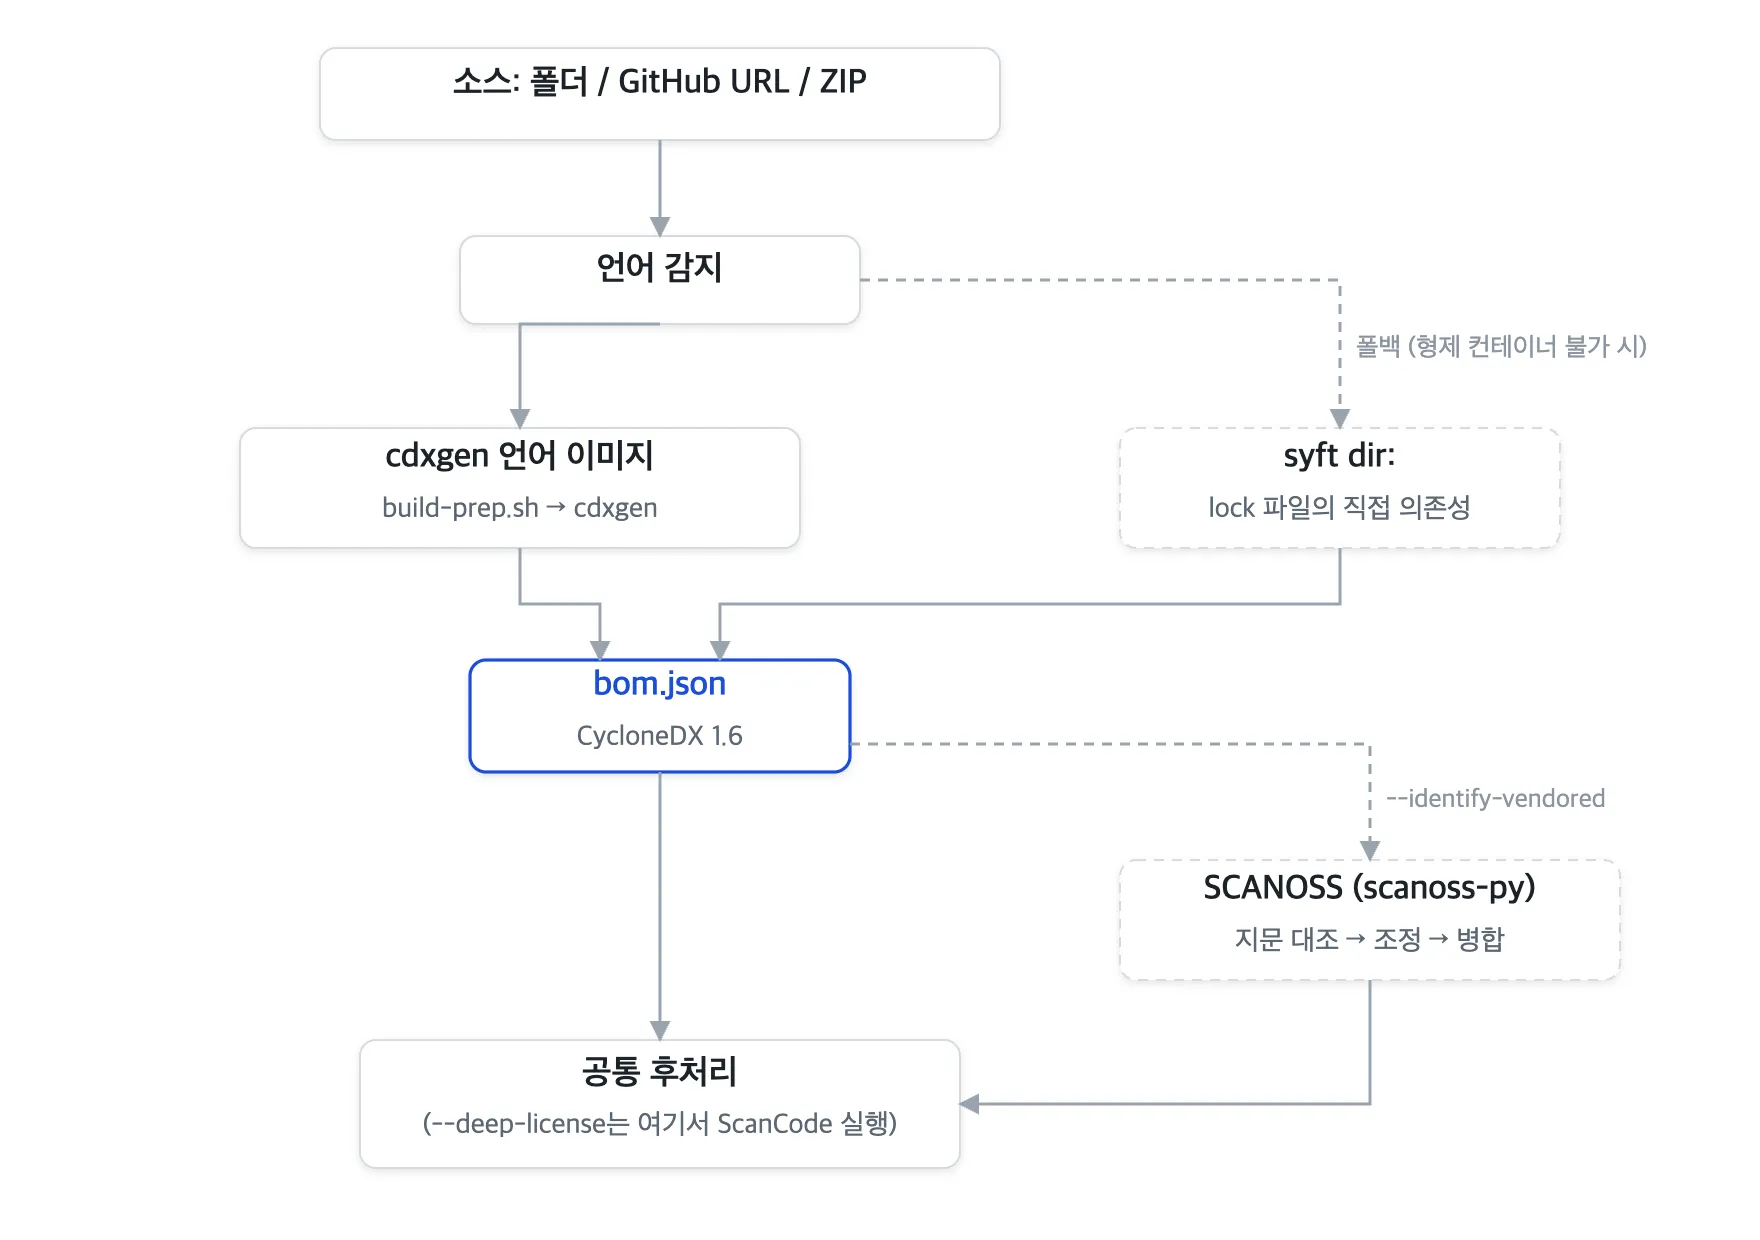 소스: 폴더 / GitHub URL / ZIP
언어 감지
폴백 (형제 컨테이너 불가 시)
cdxgen 언어 이미지
build-prep.sh → cdxgen
syft dir:
lock 파일의 직접 의존성
bom.json
CycloneDX 1.6
--identify-vendored
SCANOSS (scanoss-py)
지문 대조 → 조정 → 병합
공통 후처리
(--deep-license는 여기서 ScanCode 실행)